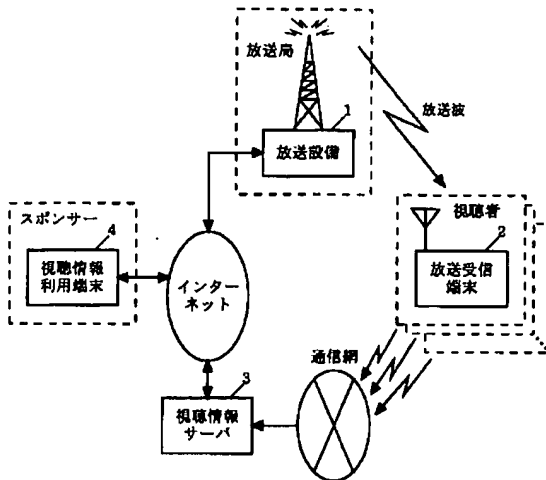 放送局
1
放送設備
放送波
スポンサー
4
視聴情報
利用端末
インター
ネット
視聴者
2
放送受信
端末
通信網
3
視聴情報
サーバ